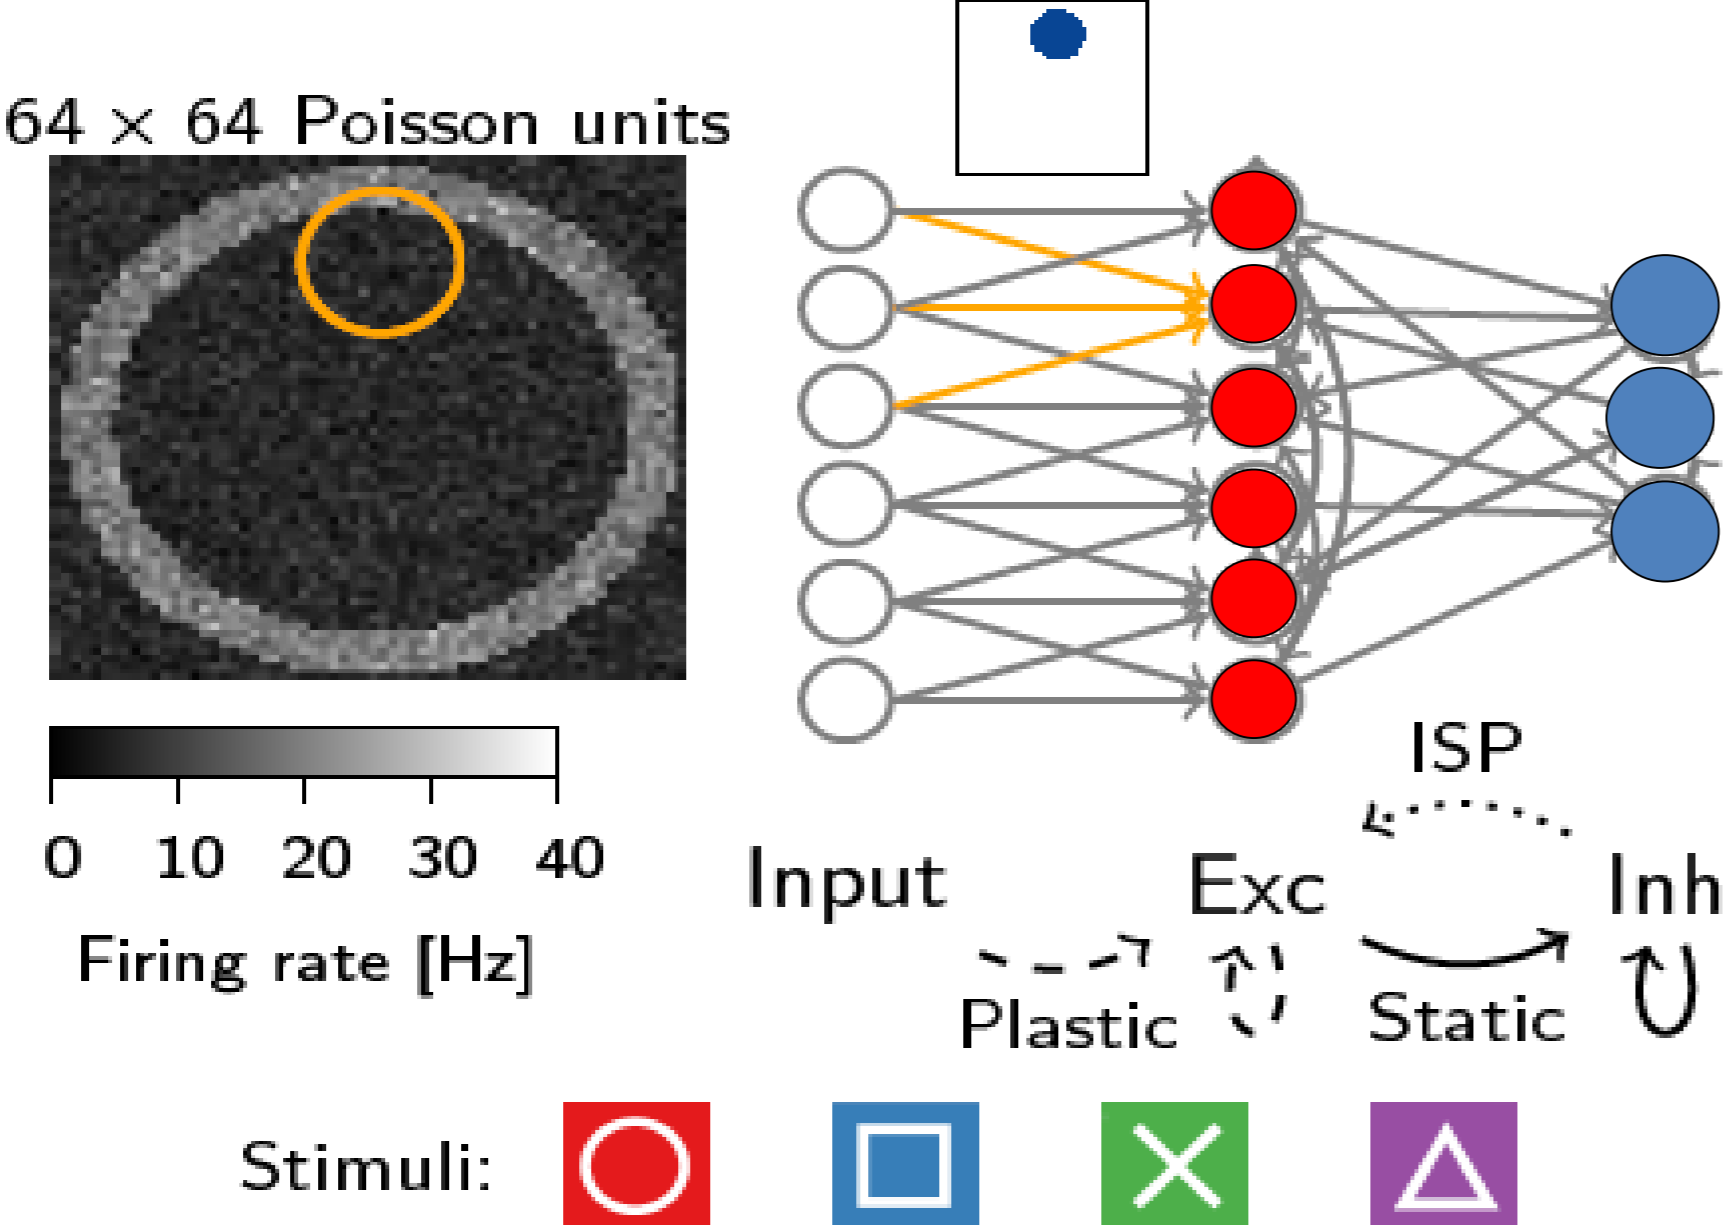 64 × 64 Poisson units
0 10 20 30 40
Firing rate [Hz]
ISP
Input Exc Inh
Plastic Static
Stimuli: